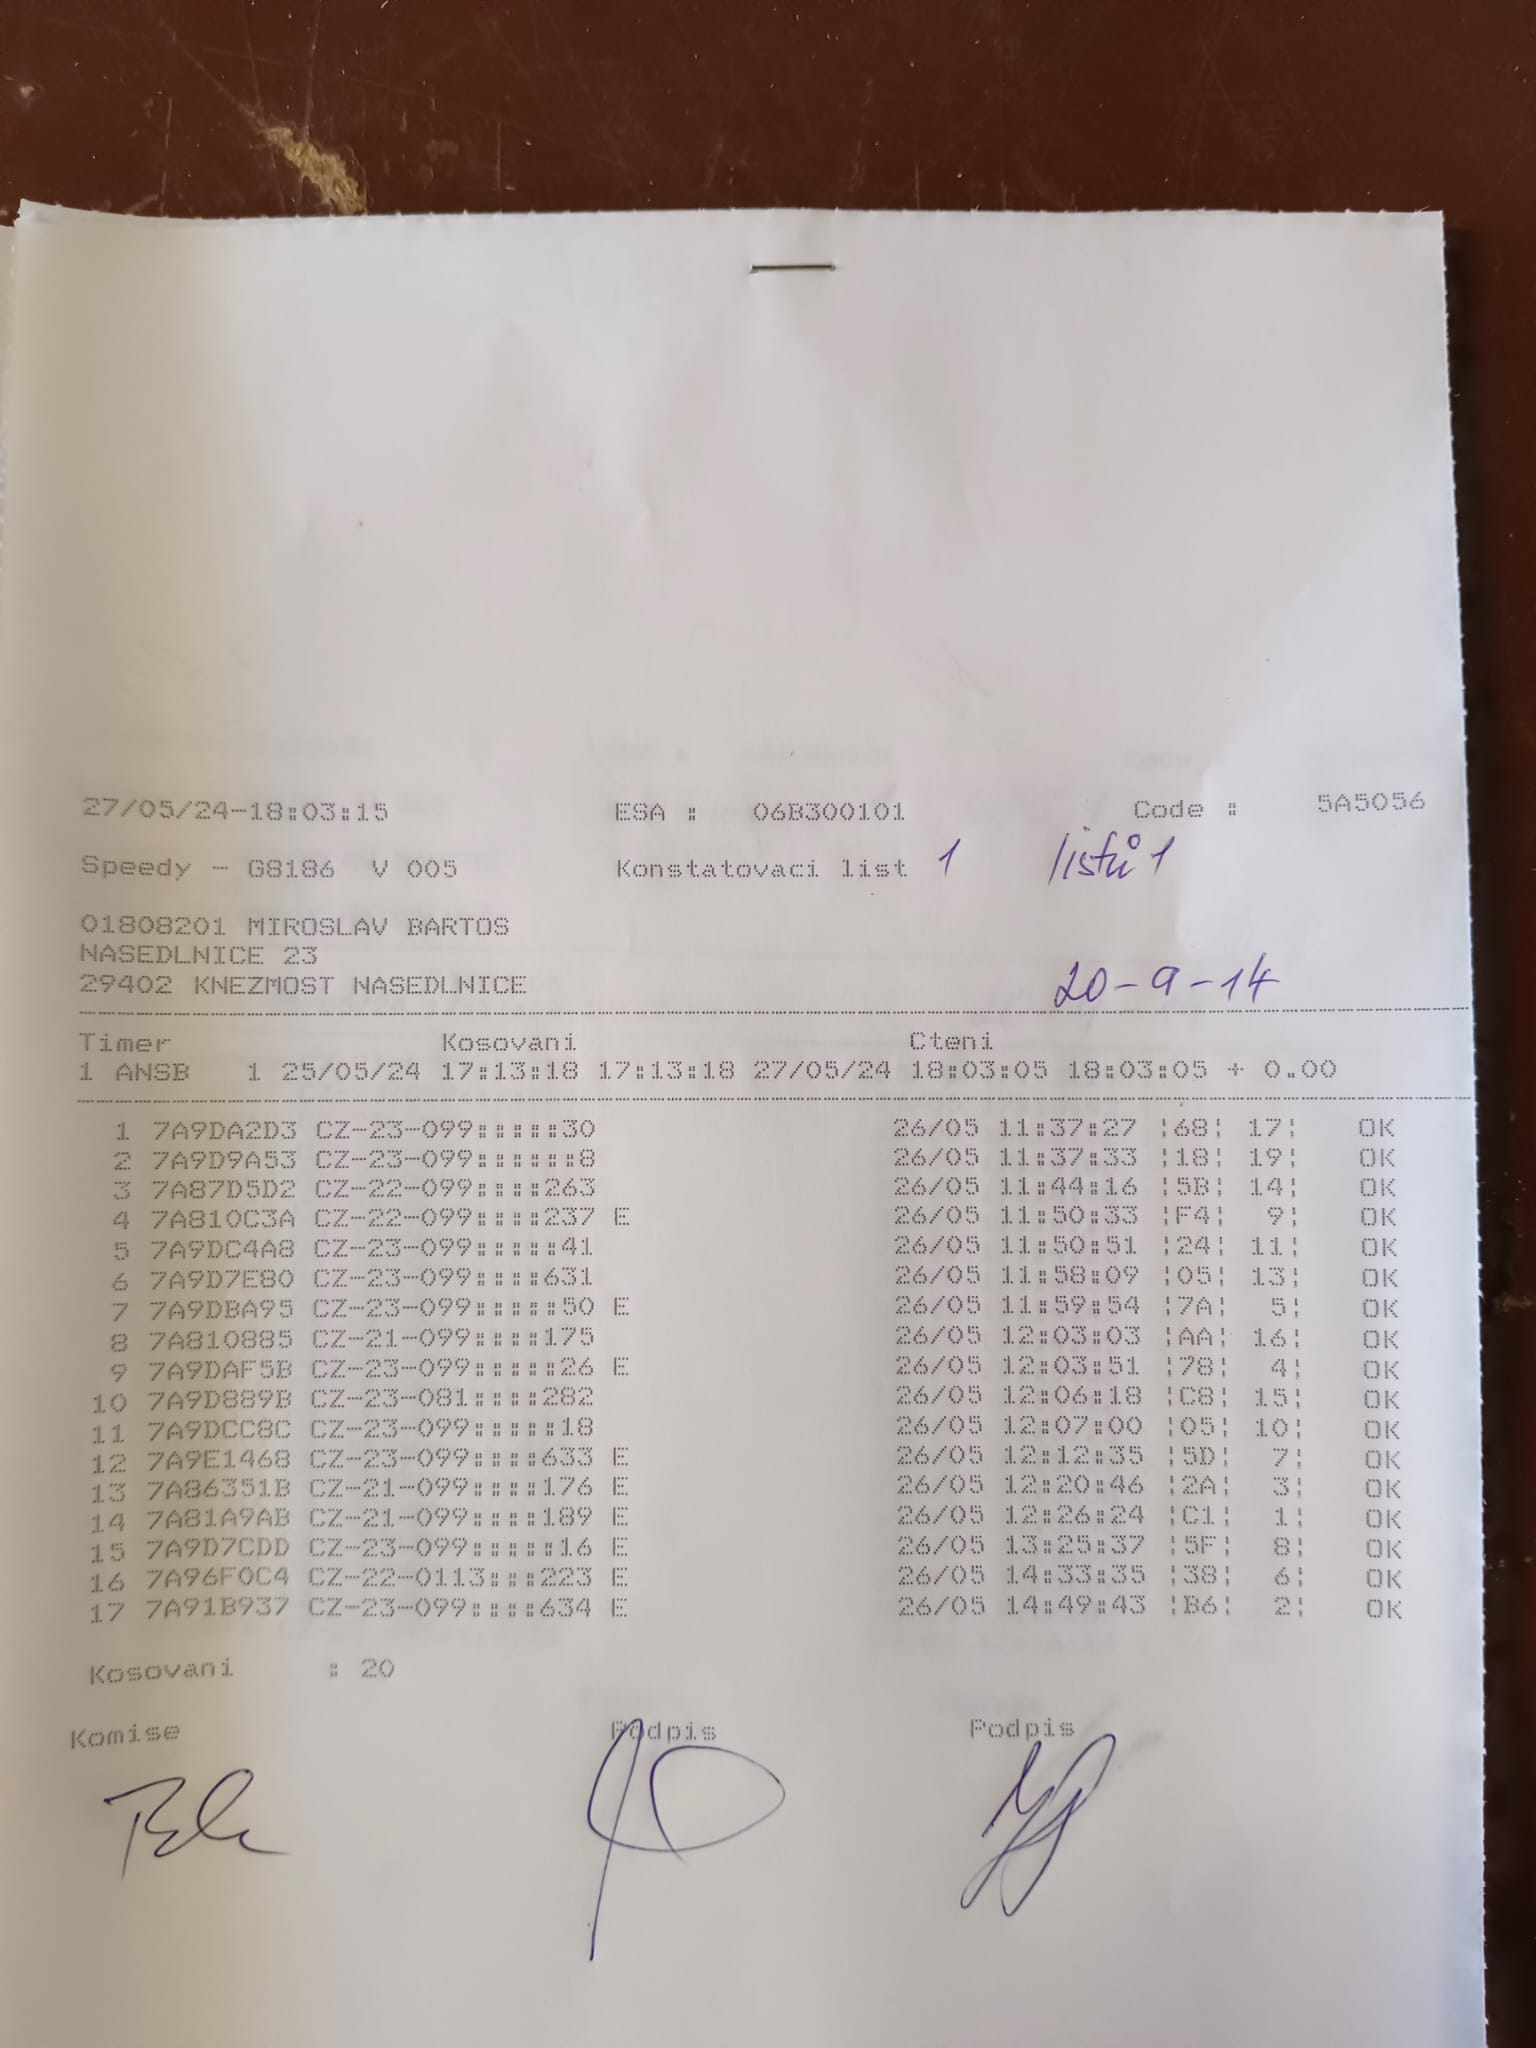 27/05/24-18:03:15 ESA : 06B300101 Code : 5A5056
Speedy - G8186 V 005 Konstatovaci list 1 listů 1
01808201 MIROSLAV BARTOS
NASEDLNICE 23
29402 KNEZMOST NASEDLNICE 20-9-14
Timer Kosovani Cteni
1 ANSB 1 25/05/24 17:13:18 17:13:18 27/05/24 18:03:05 18:03:05 + 0.00
1 7A9DA2D3 CZ-23-099:::::30 26/05 11:37:27 ¦68¦ 17¦ OK
2 7A9D9A53 CZ-23-099::::::8 26/05 11:37:33 ¦18¦ 19¦ OK
3 7A87D5D2 CZ-22-099::::263 26/05 11:44:16 ¦5B¦ 14¦ OK
4 7A810C3A CZ-22-099::::237 E 26/05 11:50:33 ¦F4¦ 9¦ OK
5 7A9DC4A8 CZ-23-099:::::41 26/05 11:50:51 ¦24¦ 11¦ OK
6 7A9D7E80 CZ-23-099::::631 26/05 11:58:09 ¦05¦ 13¦ OK
7 7A9DBA95 CZ-23-099:::::50 E 26/05 11:59:54 ¦7A¦ 5¦ OK
8 7A810885 CZ-21-099::::175 26/05 12:03:03 ¦AA¦ 16¦ OK
9 7A9DAF5B CZ-23-099:::::26 E 26/05 12:03:51 ¦78¦ 4¦ OK
10 7A9D889B CZ-23-081::::282 26/05 12:06:18 ¦C8¦ 15¦ OK
11 7A9DCC8C CZ-23-099:::::18 26/05 12:07:00 ¦05¦ 10¦ OK
12 7A9E1468 CZ-23-099::::633 E 26/05 12:12:35 ¦5D¦ 7¦ OK
13 7A86351B CZ-21-099::::176 E 26/05 12:20:46 ¦2A¦ 3¦ OK
14 7A81A9AB CZ-21-099::::189 E 26/05 12:26:24 ¦C1¦ 1¦ OK
15 7A9D7CDD CZ-23-099:::::16 E 26/05 13:25:37 ¦5F¦ 8¦ OK
16 7A96F0C4 CZ-22-0113:::223 E 26/05 14:33:35 ¦38¦ 6¦ OK
17 7A91B937 CZ-23-099::::634 E 26/05 14:49:43 ¦B6¦ 2¦ OK
Kosovani : 20
Komise Podpis Podpis